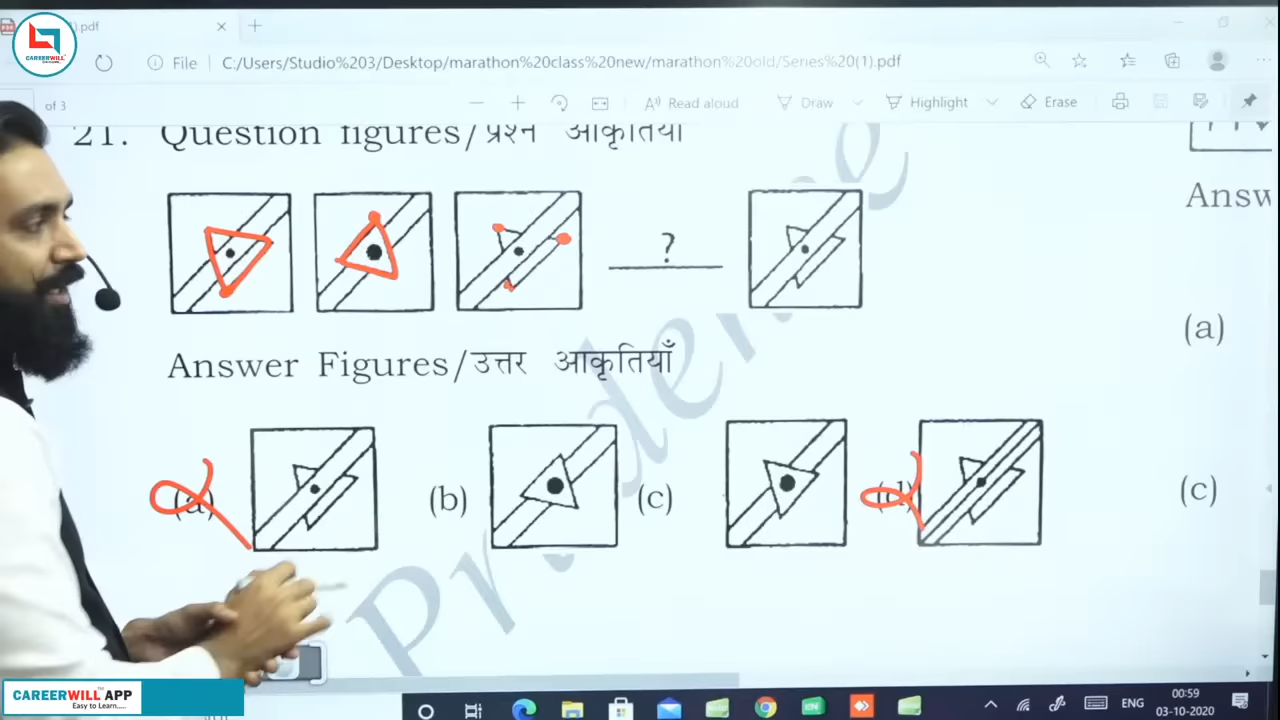 1).pdf
File
C:/Users/Studio%203/Desktop/marathon%20class%20new/marathon%20old/Series%20(1).pdf
of 3
Read aloud
Draw
Highlight
Erase
21. Question figures/प्रश्न आकृतियाँ
?
Answ
Answer Figures/उत्तर आकृतियाँ
(a)
(a)
(b)
(c)
(d)
(c)
CAREERWILL
CAREERWILL APP
Easy to Learn.....
ENG
00:59
03-10-2020